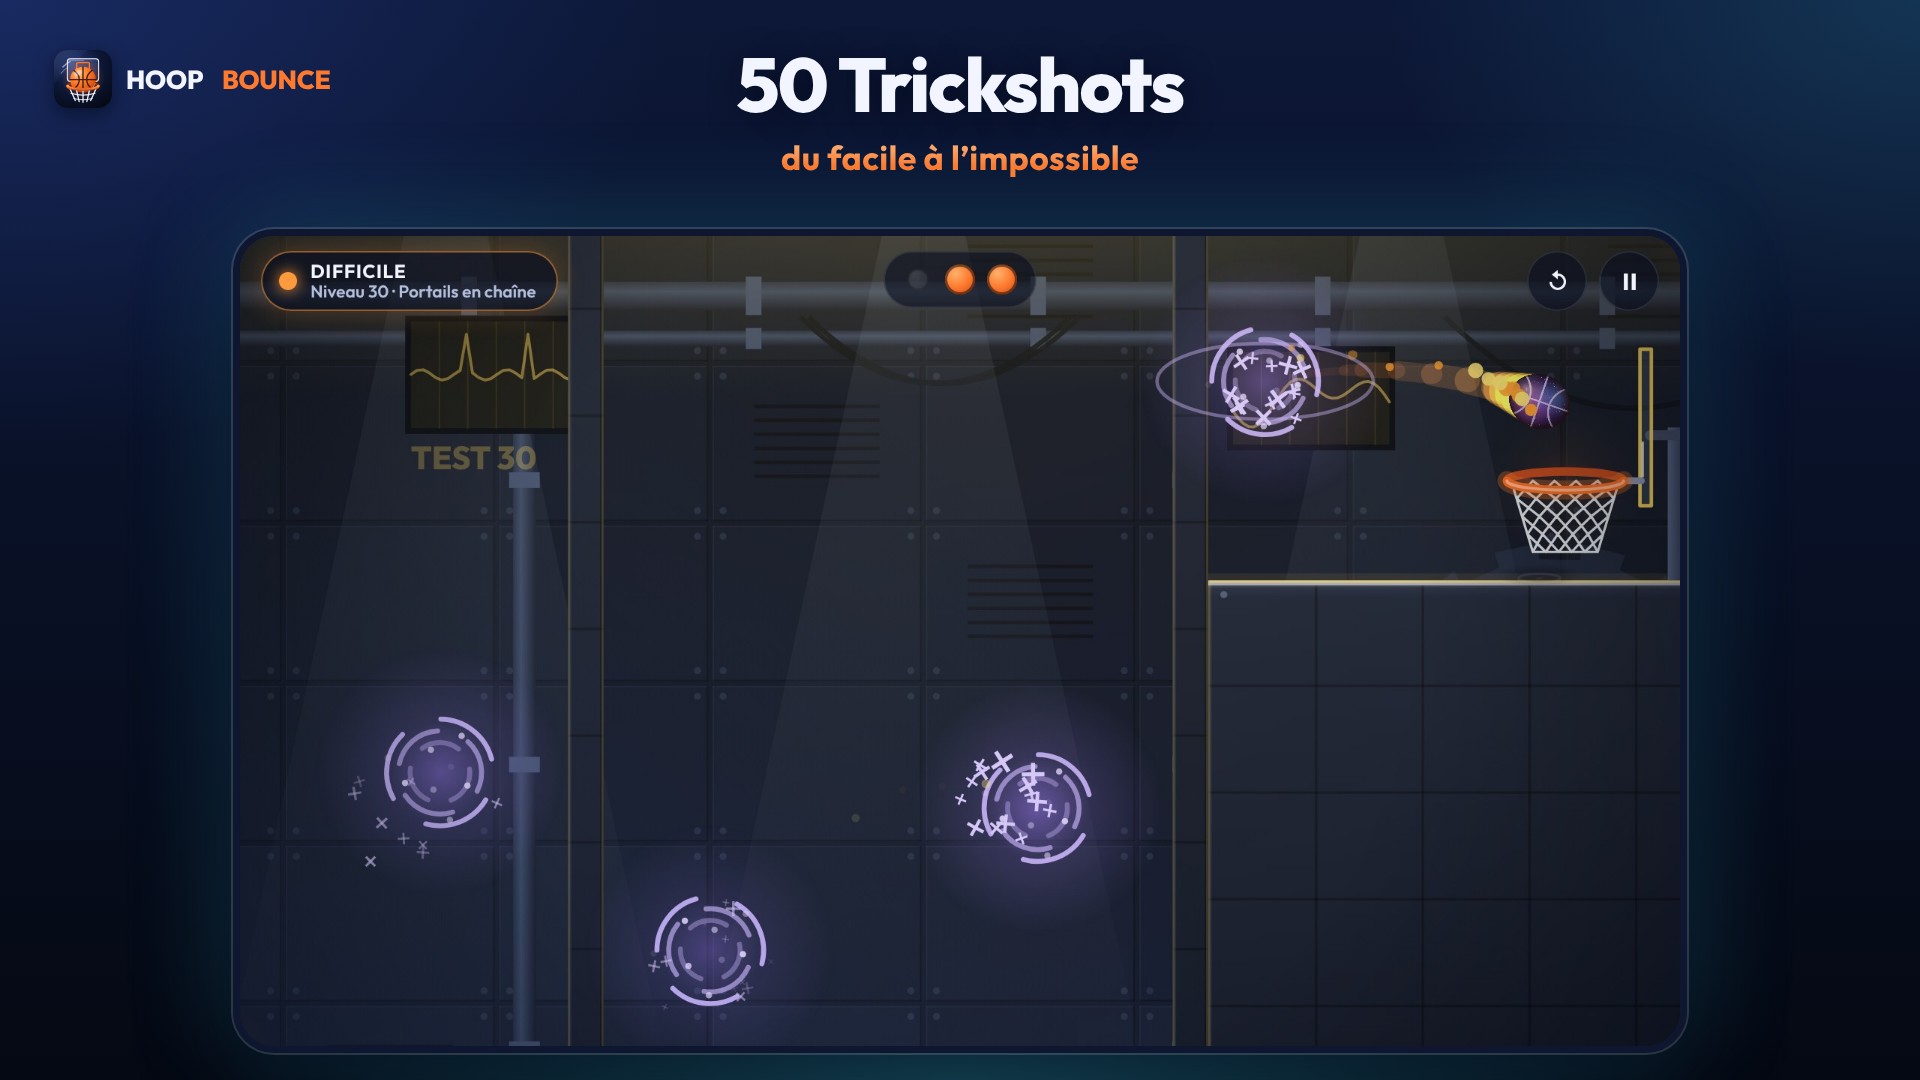 HOOP BOUNCE
50 Trickshots
du facile à l’impossible
DIFFICILE
Niveau 30 · Portails en chaîne
TEST 30